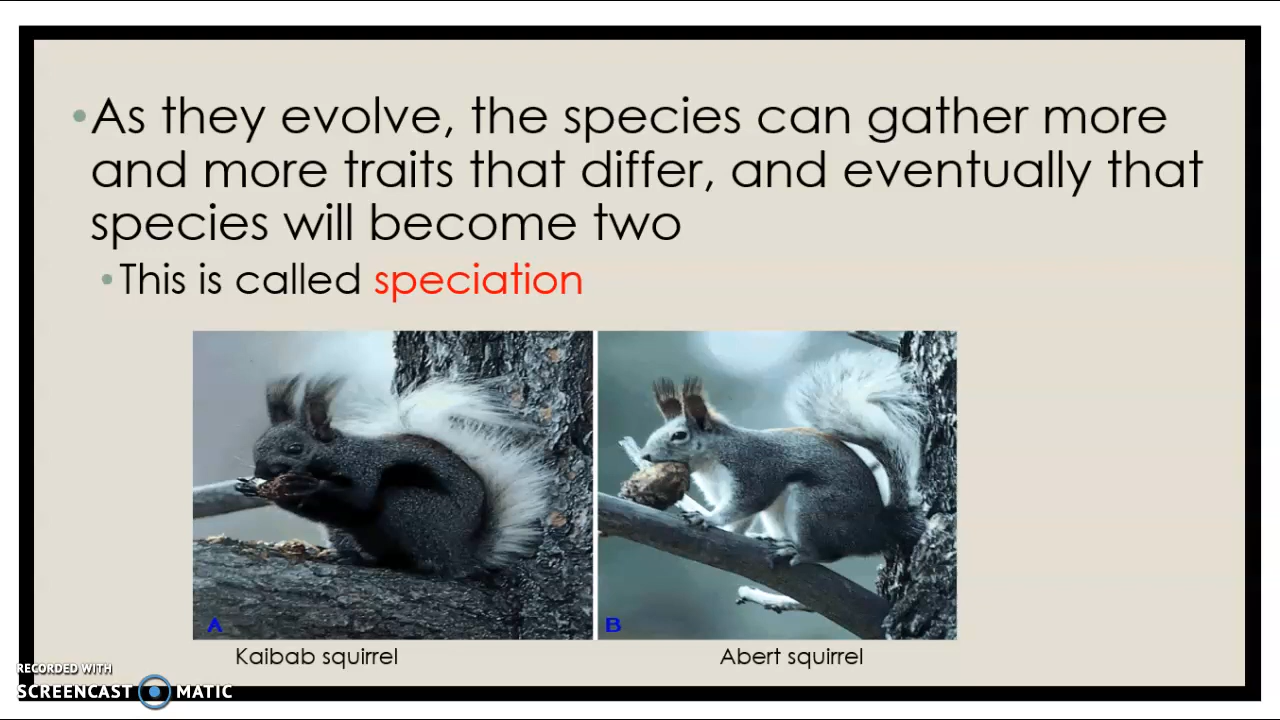 •As they evolve, the species can gather more
and more traits that differ, and eventually that
species will become two
•This is called speciation
A
B
Kaibab squirrel
Abert squirrel
RECORDED WITH
SCREENCAST MATIC